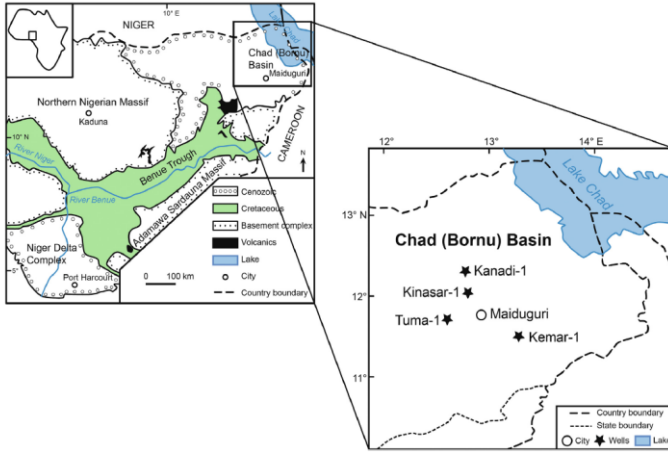 NIGER
10° E
Lake Chad
Chad (Bornu)
Basin
Maiduguri
Northern Nigerian Massif
Kaduna
10° N
River Niger
Benue Trough
CAMEROON
N
River Benue
Adamawa Sardauna Massif
Cenozoic
Cretaceous
Basement complex
Volcanics
Lake
City
Country boundary
Niger Delta
Complex
5°
Port Harcourt
0 100 km
12° 13° E 14° E
Lake Chad
13° N
Chad (Bornu) Basin
Kanadi-1
Kinasar-1
12°
Maiduguri
Tuma-1
Kemar-1
11°
Country boundary
State boundary
City Wells Lake